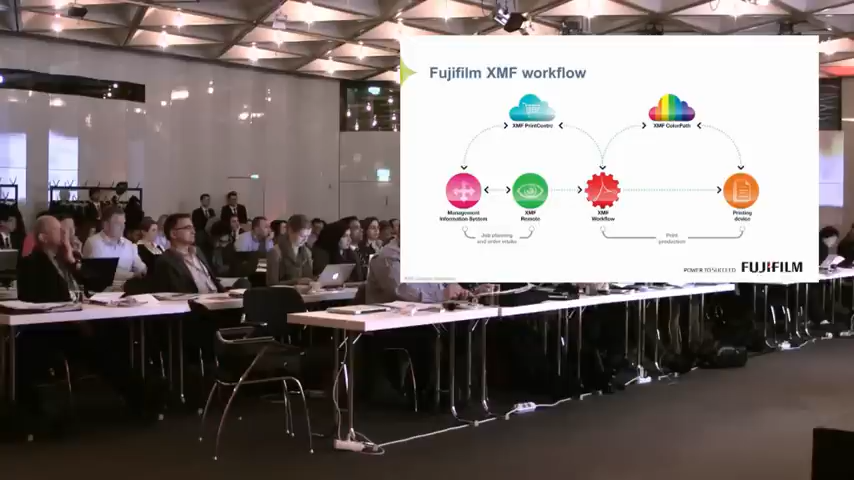 Fujifilm XMF workflow
XMF PrintCentre
XMF ColorPath
Management
Information System
XMF
Remote
XMF
Workflow
Printing
device
Job planning
and order intake
Print
production
POWER TO SUCCEED
FUJIFILM